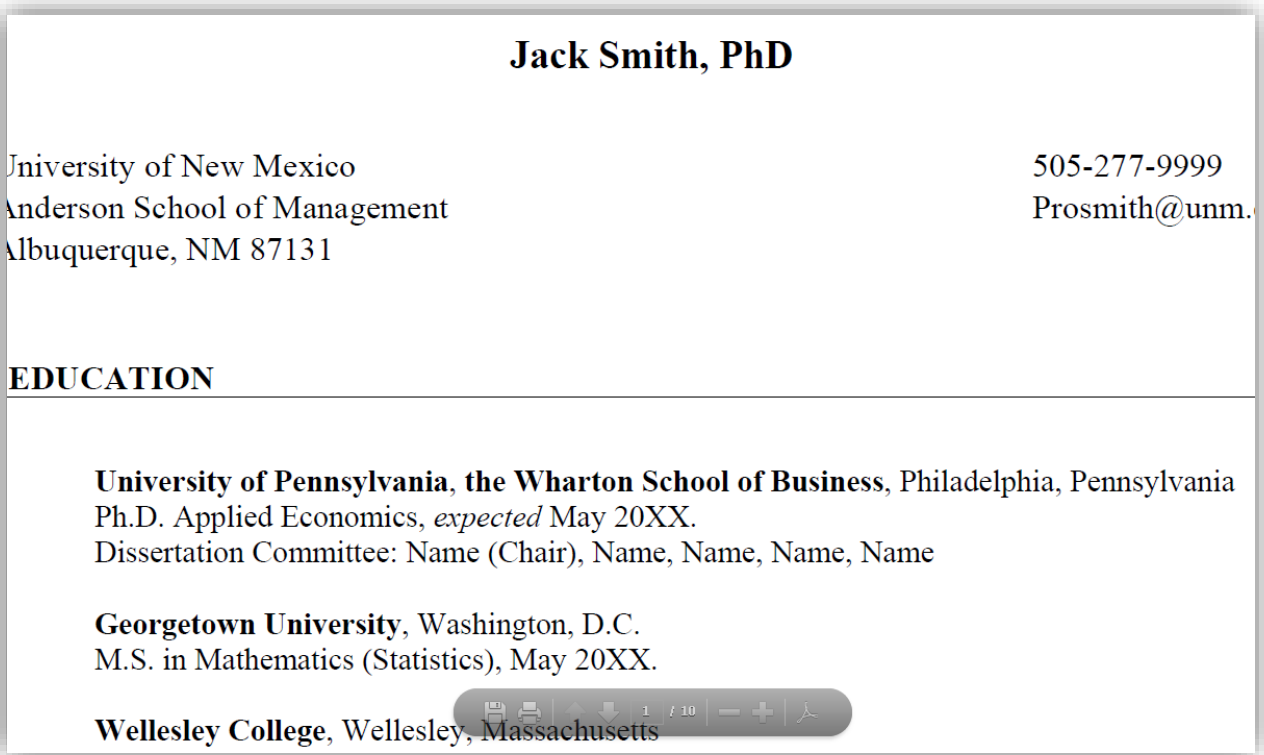 Jack Smith, PhD
University of New Mexico
505-277-9999
Anderson School of Management
Prosmith@unm.
Albuquerque, NM 87131
EDUCATION
University of Pennsylvania, the Wharton School of Business, Philadelphia, Pennsylvania
Ph.D. Applied Economics, expected May 20XX.
Dissertation Committee: Name (Chair), Name, Name, Name, Name
Georgetown University, Washington, D.C.
M.S. in Mathematics (Statistics), May 20XX.
Wellesley College, Wellesley, Massachusetts
1 / 10